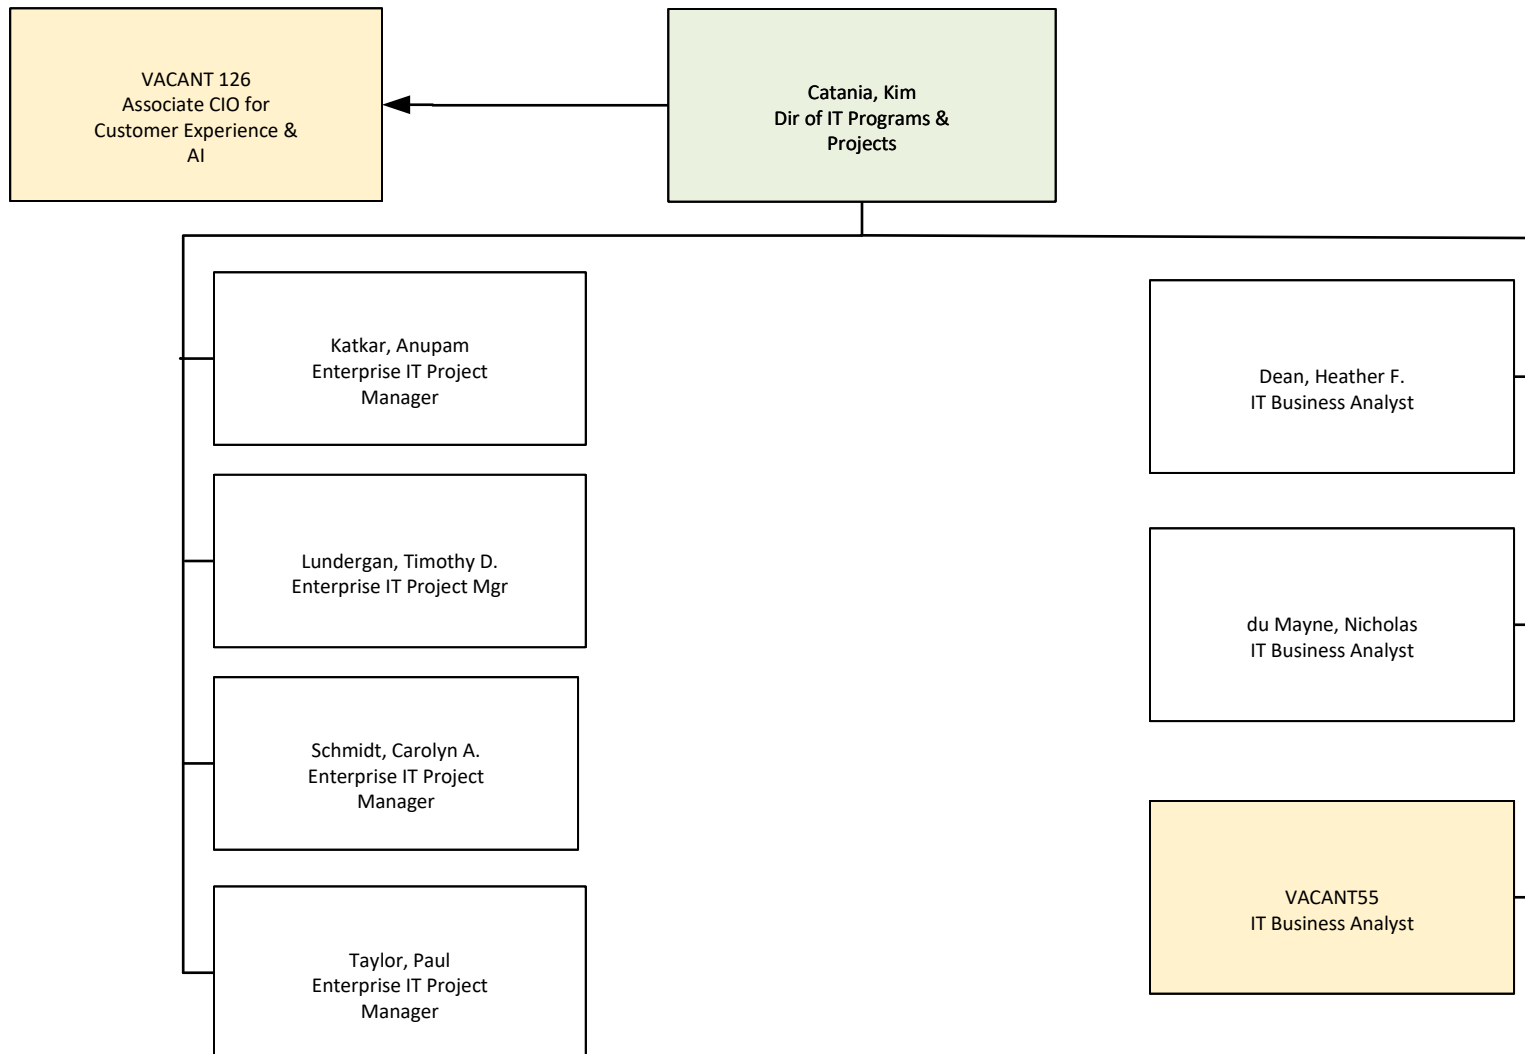 VACANT 126
Associate CIO for
Customer Experience &
AI
Catania, Kim
Dir of IT Programs &
Projects
Katkar, Anupam
Enterprise IT Project
Manager
Lundergan, Timothy D.
Enterprise IT Project Mgr
Schmidt, Carolyn A.
Enterprise IT Project
Manager
Taylor, Paul
Enterprise IT Project
Manager
Dean, Heather F.
IT Business Analyst
du Mayne, Nicholas
IT Business Analyst
VACANT55
IT Business Analyst